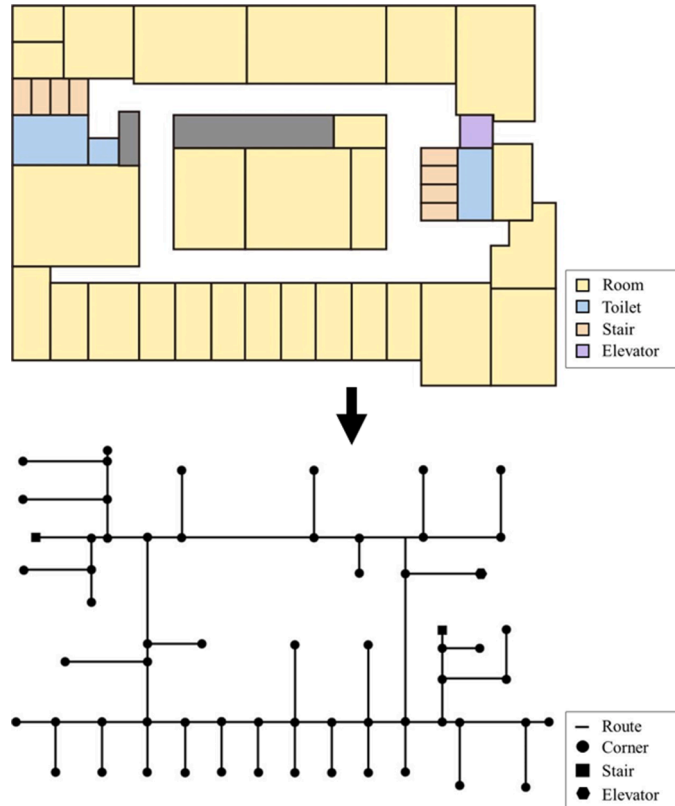 Room
Toilet
Stair
Elevator
Route
Corner
Stair
Elevator